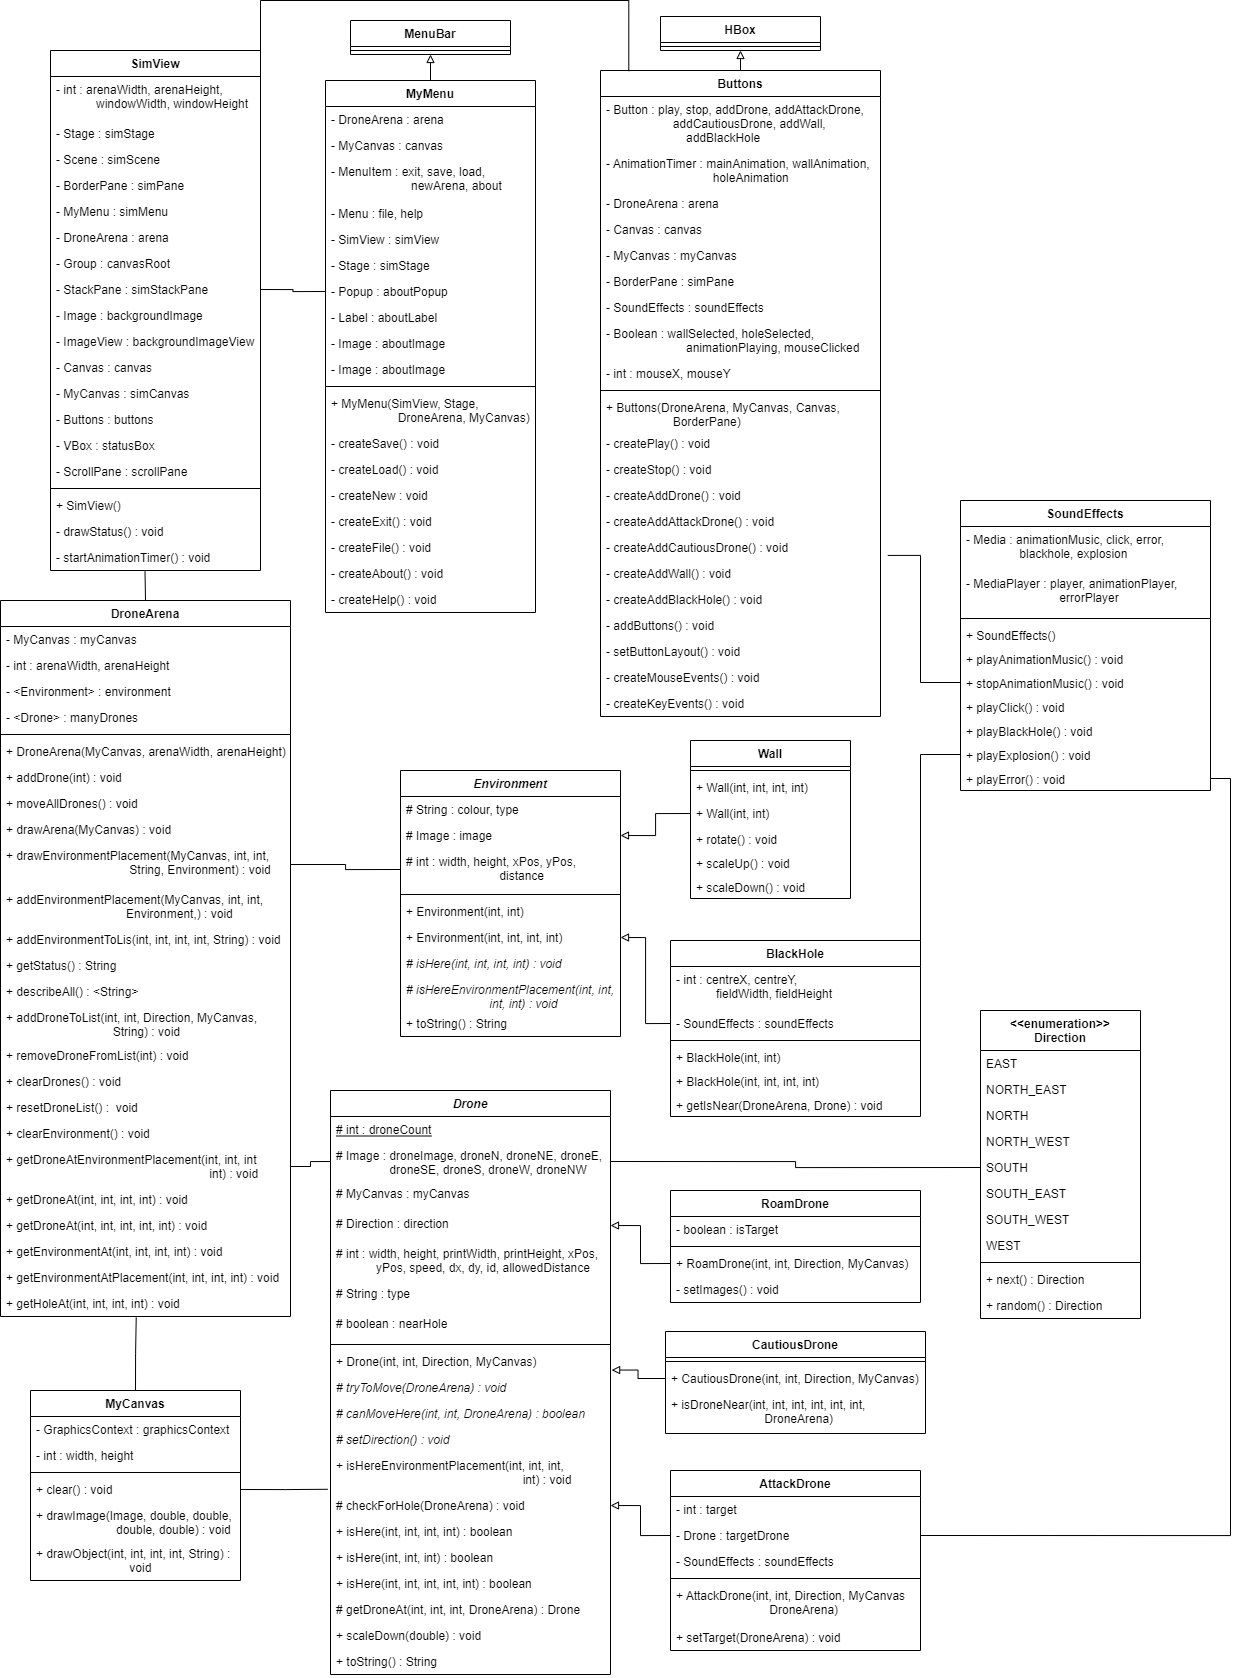 MenuBar
HBox
SimView
- int : arenaWidth, arenaHeight,
windowWidth, windowHeight
- Stage : simStage
- Scene : simScene
- BorderPane : simPane
- MyMenu : simMenu
- DroneArena : arena
- Group : canvasRoot
- StackPane : simStackPane
- Image : backgroundImage
- ImageView : backgroundImageView
- Canvas : canvas
- MyCanvas : simCanvas
- Buttons : buttons
- VBox : statusBox
- ScrollPane : scrollPane
+ SimView()
- drawStatus() : void
- startAnimationTimer() : void
MyMenu
- DroneArena : arena
- MyCanvas : canvas
- MenuItem : exit, save, load,
newArena, about
- Menu : file, help
- SimView : simView
- Stage : simStage
- Popup : aboutPopup
- Label : aboutLabel
- Image : aboutImage
- Image : aboutImage
+ MyMenu(SimView, Stage,
DroneArena, MyCanvas)
- createSave() : void
- createLoad() : void
- createNew : void
- createExit() : void
- createFile() : void
- createAbout() : void
- createHelp() : void
Buttons
- Button : play, stop, addDrone, addAttackDrone,
addCautiousDrone, addWall,
addBlackHole
- AnimationTimer : mainAnimation, wallAnimation,
holeAnimation
- DroneArena : arena
- Canvas : canvas
- MyCanvas : myCanvas
- BorderPane : simPane
- SoundEffects : soundEffects
- Boolean : wallSelected, holeSelected,
animationPlaying, mouseClicked
- int : mouseX, mouseY
+ Buttons(DroneArena, MyCanvas, Canvas,
BorderPane)
- createPlay() : void
- createStop() : void
- createAddDrone() : void
- createAddAttackDrone() : void
- createAddCautiousDrone() : void
- createAddWall() : void
- createAddBlackHole() : void
- addButtons() : void
- setButtonLayout() : void
- createMouseEvents() : void
- createKeyEvents() : void
SoundEffects
- Media : animationMusic, click, error,
blackhole, explosion
- MediaPlayer : player, animationPlayer,
errorPlayer
+ SoundEffects()
+ playAnimationMusic() : void
+ stopAnimationMusic() : void
+ playClick() : void
+ playBlackHole() : void
+ playExplosion() : void
+ playError() : void
DroneArena
- MyCanvas : myCanvas
- int : arenaWidth, arenaHeight
- <Environment> : environment
- <Drone> : manyDrones
+ DroneArena(MyCanvas, arenaWidth, arenaHeight)
+ addDrone(int) : void
+ moveAllDrones() : void
+ drawArena(MyCanvas) : void
+ drawEnvironmentPlacement(MyCanvas, int, int,
String, Environment) : void
+ addEnvironmentPlacement(MyCanvas, int, int,
Environment,) : void
+ addEnvironmentToLis(int, int, int, int, String) : void
+ getStatus() : String
+ describeAll() : <String>
+ addDroneToList(int, int, Direction, MyCanvas,
String) : void
+ removeDroneFromList(int) : void
+ clearDrones() : void
+ resetDroneList() : void
+ clearEnvironment() : void
+ getDroneAtEnvironmentPlacement(int, int, int
int) : void
+ getDroneAt(int, int, int, int) : void
+ getDroneAt(int, int, int, int, int) : void
+ getEnvironmentAt(int, int, int, int) : void
+ getEnvironmentAtPlacement(int, int, int, int) : void
+ getHoleAt(int, int, int, int) : void
Environment
# String : colour, type
# Image : image
# int : width, height, xPos, yPos,
distance
+ Environment(int, int)
+ Environment(int, int, int, int)
# isHere(int, int, int, int) : void
# isHereEnvironmentPlacement(int, int,
int, int) : void
+ toString() : String
Wall
+ Wall(int, int, int, int)
+ Wall(int, int)
+ rotate() : void
+ scaleUp() : void
+ scaleDown() : void
BlackHole
- int : centreX, centreY,
fieldWidth, fieldHeight
- SoundEffects : soundEffects
+ BlackHole(int, int)
+ BlackHole(int, int, int, int)
+ getIsNear(DroneArena, Drone) : void
<<enumeration>>
Direction
EAST
NORTH_EAST
NORTH
NORTH_WEST
SOUTH
SOUTH_EAST
SOUTH_WEST
WEST
+ next() : Direction
+ random() : Direction
Drone
# int : droneCount
# Image : droneImage, droneN, droneNE, droneE,
droneSE, droneS, droneW, droneNW
# MyCanvas : myCanvas
# Direction : direction
# int : width, height, printWidth, printHeight, xPos,
yPos, speed, dx, dy, id, allowedDistance
# String : type
# boolean : nearHole
+ Drone(int, int, Direction, MyCanvas)
# tryToMove(DroneArena) : void
# canMoveHere(int, int, DroneArena) : boolean
# setDirection() : void
+ isHereEnvironmentPlacement(int, int, int,
int) : void
# checkForHole(DroneArena) : void
+ isHere(int, int, int, int) : boolean
+ isHere(int, int, int) : boolean
+ isHere(int, int, int, int, int) : boolean
# getDroneAt(int, int, int, DroneArena) : Drone
+ scaleDown(double) : void
+ toString() : String
RoamDrone
- boolean : isTarget
+ RoamDrone(int, int, Direction, MyCanvas)
- setImages() : void
CautiousDrone
+ CautiousDrone(int, int, Direction, MyCanvas)
+ isDroneNear(int, int, int, int, int, int,
DroneArena)
AttackDrone
- int : target
- Drone : targetDrone
- SoundEffects : soundEffects
+ AttackDrone(int, int, Direction, MyCanvas
DroneArena)
+ setTarget(DroneArena) : void
MyCanvas
- GraphicsContext : graphicsContext
- int : width, height
+ clear() : void
+ drawImage(Image, double, double,
double, double) : void
+ drawObject(int, int, int, int, String) :
void